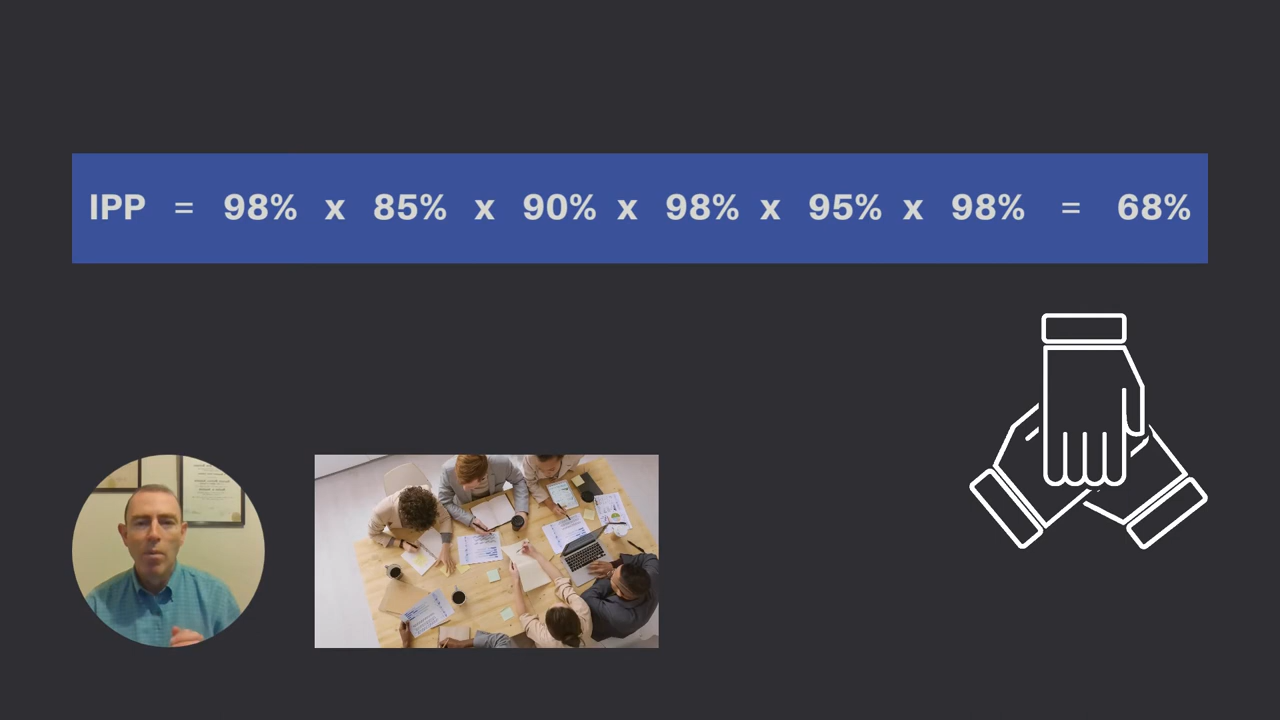 IPP = 98% x 85% x 90% x 98% x 95% x 98% = 68%